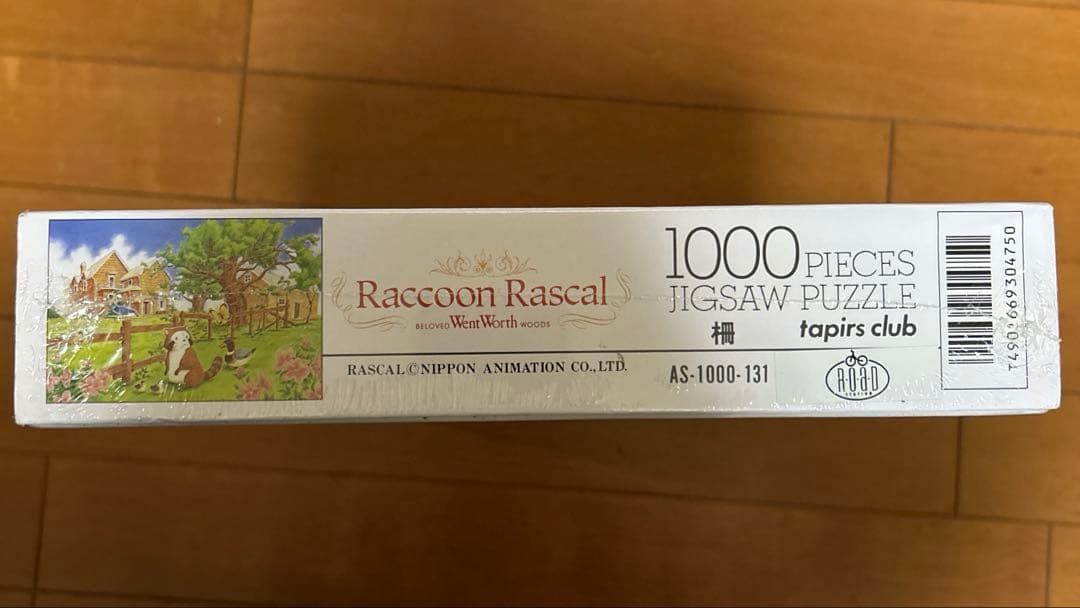 Raccoon Rascal
BELOVED WentWorth WOODS
RASCAL©NIPPON ANIMATION CO.,LTD.
1000 PIECES
JIGSAW PUZZLE
柵
tapirs club
AS-1000-131
ROAD